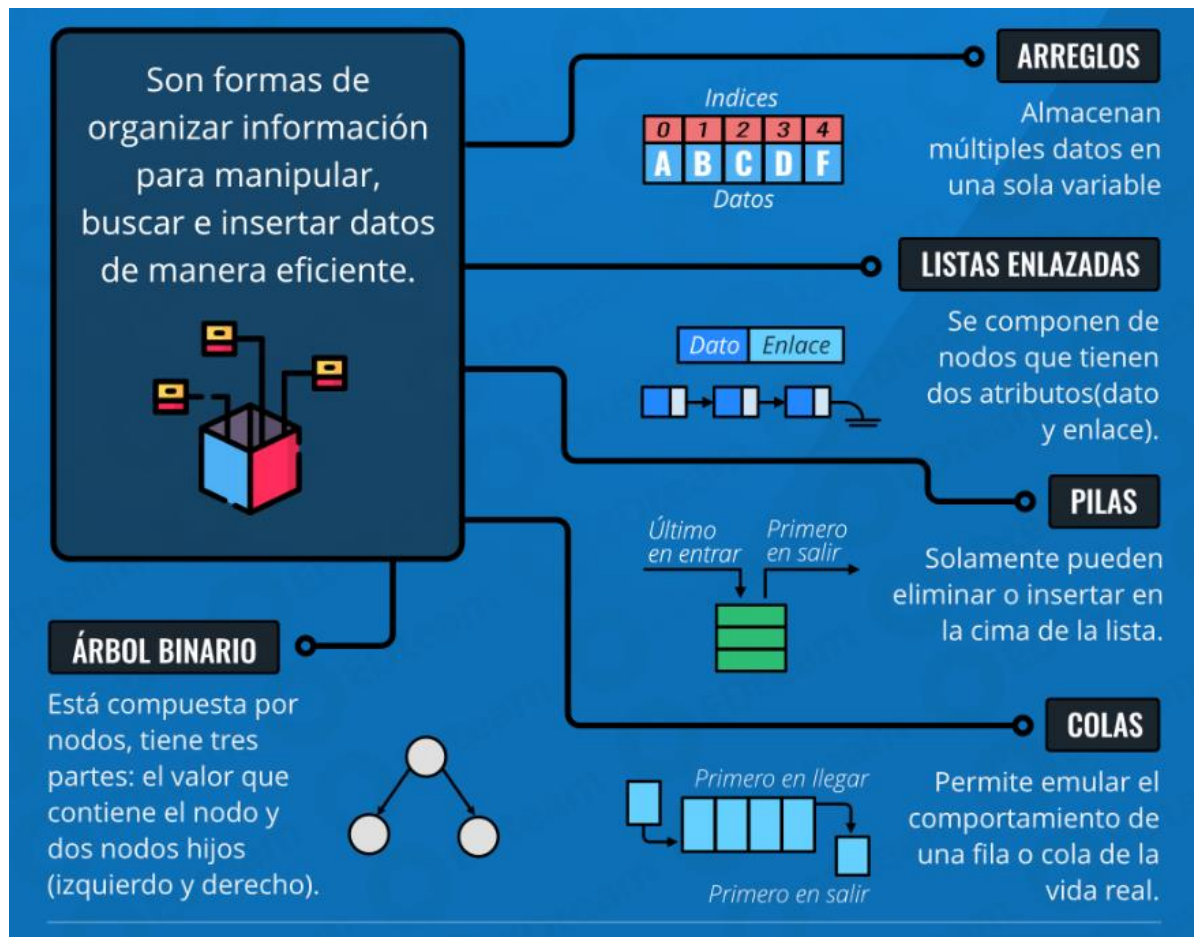 Son formas de
organizar información
para manipular,
buscar e insertar datos
de manera eficiente.
ARREGLOS
Almacenan
múltiples datos en
una sola variable
Indices
0 1 2 3 4
A B C D F
Datos
LISTAS ENLAZADAS
Se componen de
nodos que tienen
dos atributos(dato
y enlace).
Dato Enlace
PILAS
Solamente pueden
eliminar o insertar en
la cima de la lista.
Último
en entrar
Primero
en salir
COLAS
Permite emular el
comportamiento de
una fila o cola de la
vida real.
Primero en llegar
Primero en salir
ÁRBOL BINARIO
Está compuesta por
nodos, tiene tres
partes: el valor que
contiene el nodo y
dos nodos hijos
(izquierdo y derecho).